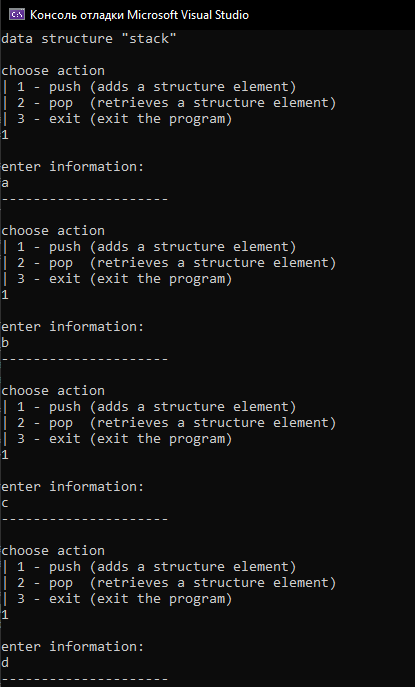 Консоль отладки Microsoft Visual Studio
data structure "stack"
choose action
| 1 - push (adds a structure element)
| 2 - pop  (retrieves a structure element)
| 3 - exit (exit the program)
1
enter information:
a
---------------------
choose action
| 1 - push (adds a structure element)
| 2 - pop  (retrieves a structure element)
| 3 - exit (exit the program)
1
enter information:
b
---------------------
choose action
| 1 - push (adds a structure element)
| 2 - pop  (retrieves a structure element)
| 3 - exit (exit the program)
1
enter information:
c
---------------------
choose action
| 1 - push (adds a structure element)
| 2 - pop  (retrieves a structure element)
| 3 - exit (exit the program)
1
enter information:
d
---------------------